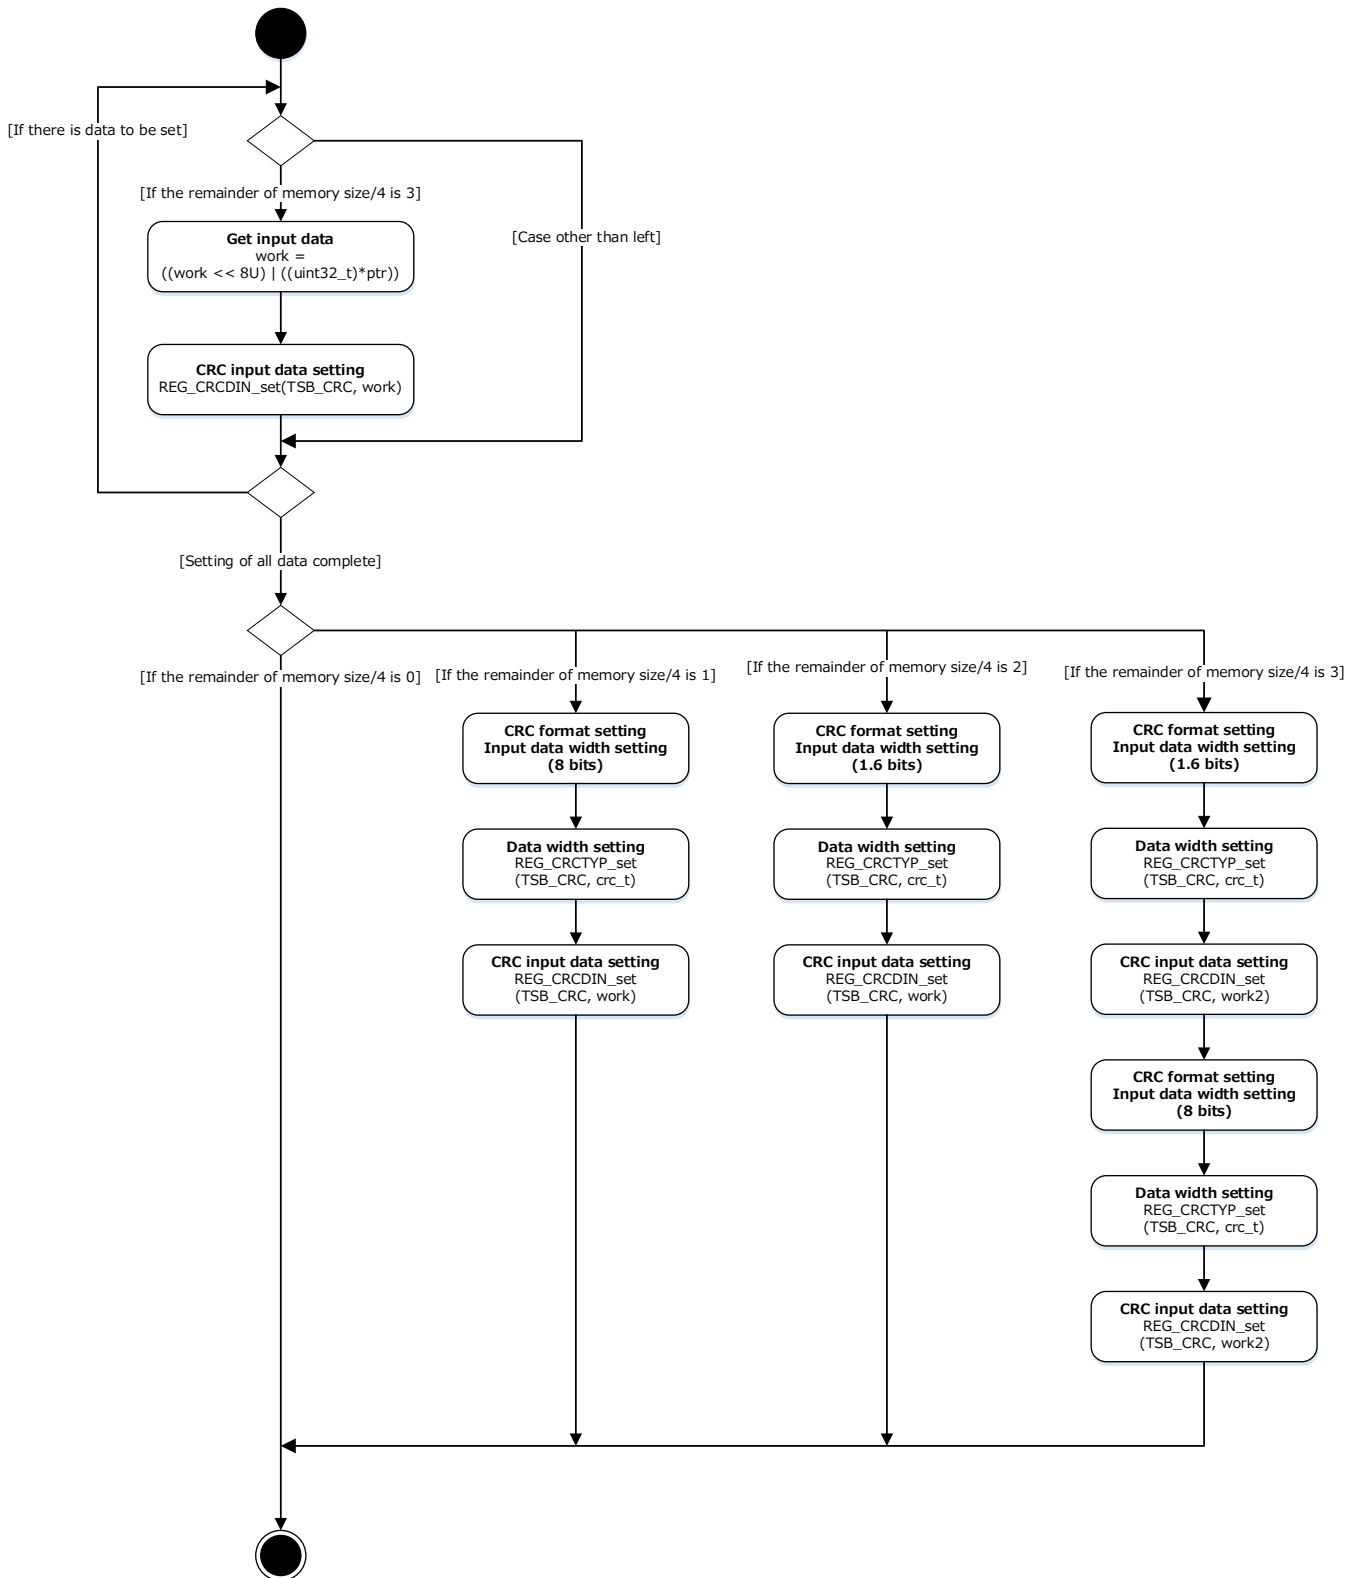 [If there is data to be set]
[If the remainder of memory size/4 is 3]
Get input data
work =
((work << 8U) | ((uint32_t)*ptr))
[Case other than left]
CRC input data setting
REG_CRCDIN_set(TSB_CRC, work)
[Setting of all data complete]
[If the remainder of memory size/4 is 0]
[If the remainder of memory size/4 is 1]
CRC format setting
Input data width setting
(8 bits)
Data width setting
REG_CRCTYP_set
(TSB_CRC, crc_t)
CRC input data setting
REG_CRCDIN_set
(TSB_CRC, work)
[If the remainder of memory size/4 is 2]
CRC format setting
Input data width setting
(1.6 bits)
Data width setting
REG_CRCTYP_set
(TSB_CRC, crc_t)
CRC input data setting
REG_CRCDIN_set
(TSB_CRC, work)
[If the remainder of memory size/4 is 3]
CRC format setting
Input data width setting
(1.6 bits)
Data width setting
REG_CRCTYP_set
(TSB_CRC, crc_t)
CRC input data setting
REG_CRCDIN_set
(TSB_CRC, work2)
CRC format setting
Input data width setting
(8 bits)
Data width setting
REG_CRCTYP_set
(TSB_CRC, crc_t)
CRC input data setting
REG_CRCDIN_set
(TSB_CRC, work2)